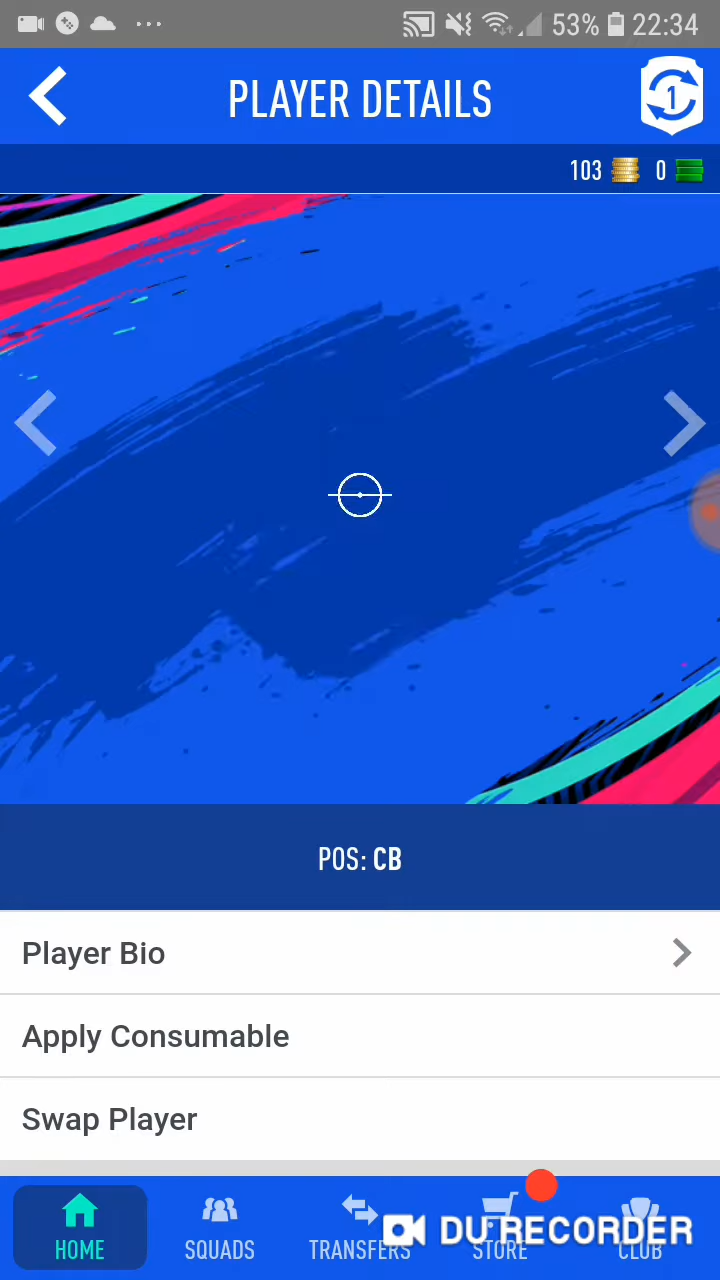 53% 22:34
PLAYER DETAILS
1
103 0
POS: CB
Player Bio
Apply Consumable
Swap Player
HOME SQUADS TRANSFERS STORE CLUB
DU RECORDER